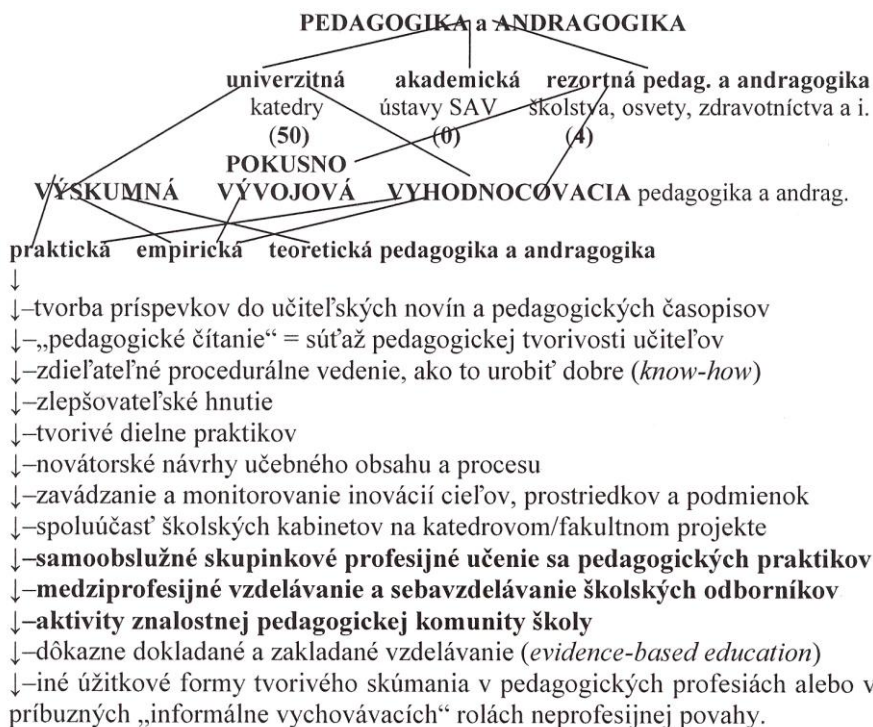 PEDAGOGIKA a ANDRAGOGIKA
univerzitná akademická rezortná pedag. a andragogika
katedry ústavy SAV školstva, osvety, zdravotníctva a i.
(50) (0) (4)
POKUSNO
VÝSKUMNÁ VÝVOJOVÁ VYHODNOCOVACIA pedagogika a andrag.
praktická empirická teoretická pedagogika a andragogika
↓
↓–tvorba príspevkov do učiteľských novín a pedagogických časopisov
↓–„pedagogické čítanie“ = súťaž pedagogickej tvorivosti učiteľov
↓–zdieľateľné procedurálne vedenie, ako to urobiť dobre (know-how)
↓–zlepšovateľské hnutie
↓–tvorivé dielne praktikov
↓–novátorské návrhy učebného obsahu a procesu
↓–zavádzanie a monitorovanie inovácií cieľov, prostriedkov a podmienok
↓–spoluúčasť školských kabinetov na katedrovom/fakultnom projekte
↓–samoobslužné skupinkové profesijné učenie sa pedagogických praktikov
↓–medziprofesijné vzdelávanie a sebavzdelávanie školských odborníkov
↓–aktivity znalostnej pedagogickej komunity školy
↓–dôkazne dokladané a zakladané vzdelávanie (evidence-based education)
↓–iné úžitkové formy tvorivého skúmania v pedagogických profesiách alebo v
príbuzných „informálne vychovávacích“ rolách neprofesijnej povahy.